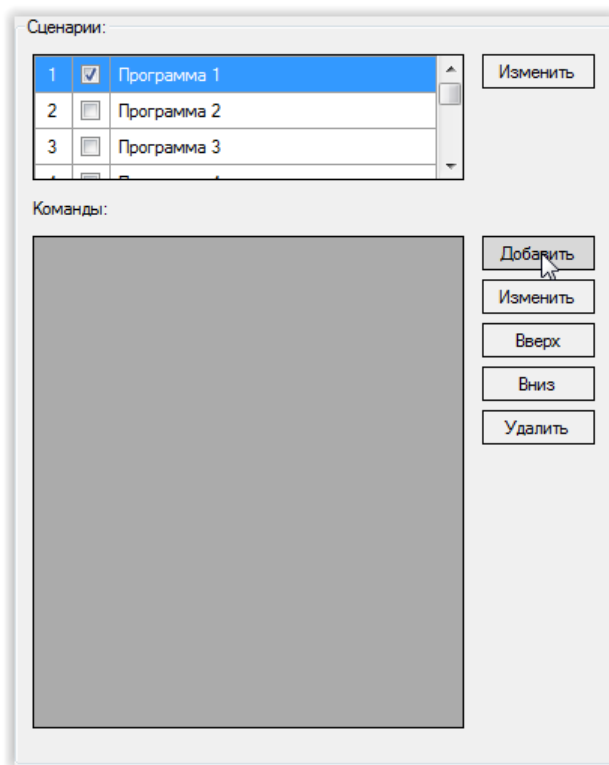 Сценарии:
1 Программа 1
Изменить
2 Программа 2
3 Программа 3
Команды:
Добавить
Изменить
Вверх
Вниз
Удалить